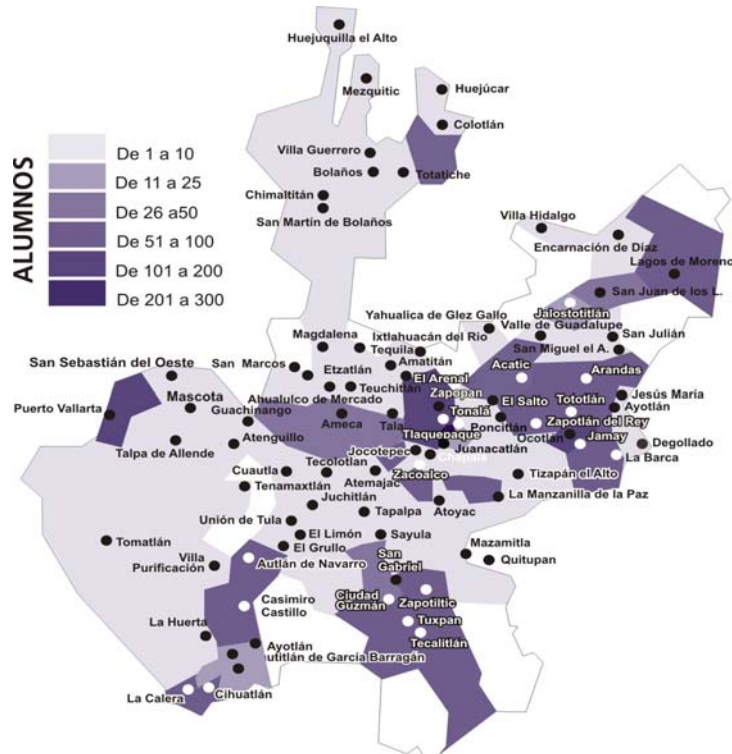 Huejuquilla el Alto
Mezquitic
Huejúcar
Colotlán
ALUMNOS
De 1 a 10
De 11 a 25
De 26 a50
De 51 a 100
De 101 a 200
De 201 a 300
Villa Guerrero
Bolaños
Totatiche
Chimaltitán
San Martín de Bolaños
Villa Hidalgo
Encarnación de Díaz
Lagos de Moreno
San Juan de los L.
Jalostotitlán
Yahualica de Glez Gallo
Valle de Guadalupe
San Julián
San Miguel el A.
Magdalena
Ixtlahuacán del Rio
Tequila
Amatitán
San Marcos
Etzatlán
Teuchitlán
El Arenal
Acatic
Arandas
San Sebastián del Oeste
Mascota
Ahualulco de Mercado
Zapopan
El Salto
Tototlán
Jesús María
Ayotlán
Puerto Vallarta
Guachinango
Ameca
Tala
Tonalá
Poncitlán
Zapotlán del Rey
Talpa de Allende
Atenguillo
Tlaquepaque
Ocotlán
Jamay
Degollado
Jocotepec
Juanacatlán
Chapala
La Barca
Cuautla
Tecolotlan
Atemajac
Zacoalco
Tizapán el Alto
Tenamaxtlán
Juchitlán
La Manzanilla de la Paz
Unión de Tula
Tapalpa
Atoyac
El Limón
Sayula
Tomatlán
El Grullo
Mazamitla
Quitupan
Villa
Purificación
Autlán de Navarro
San
Gabriel
Ciudad
Guzmán
Zapotiltic
Casimiro
Castillo
Tuxpan
La Huerta
Tecalitlán
Ayotlán
utitlán de García Barragán
La Calera
Cihuatlán